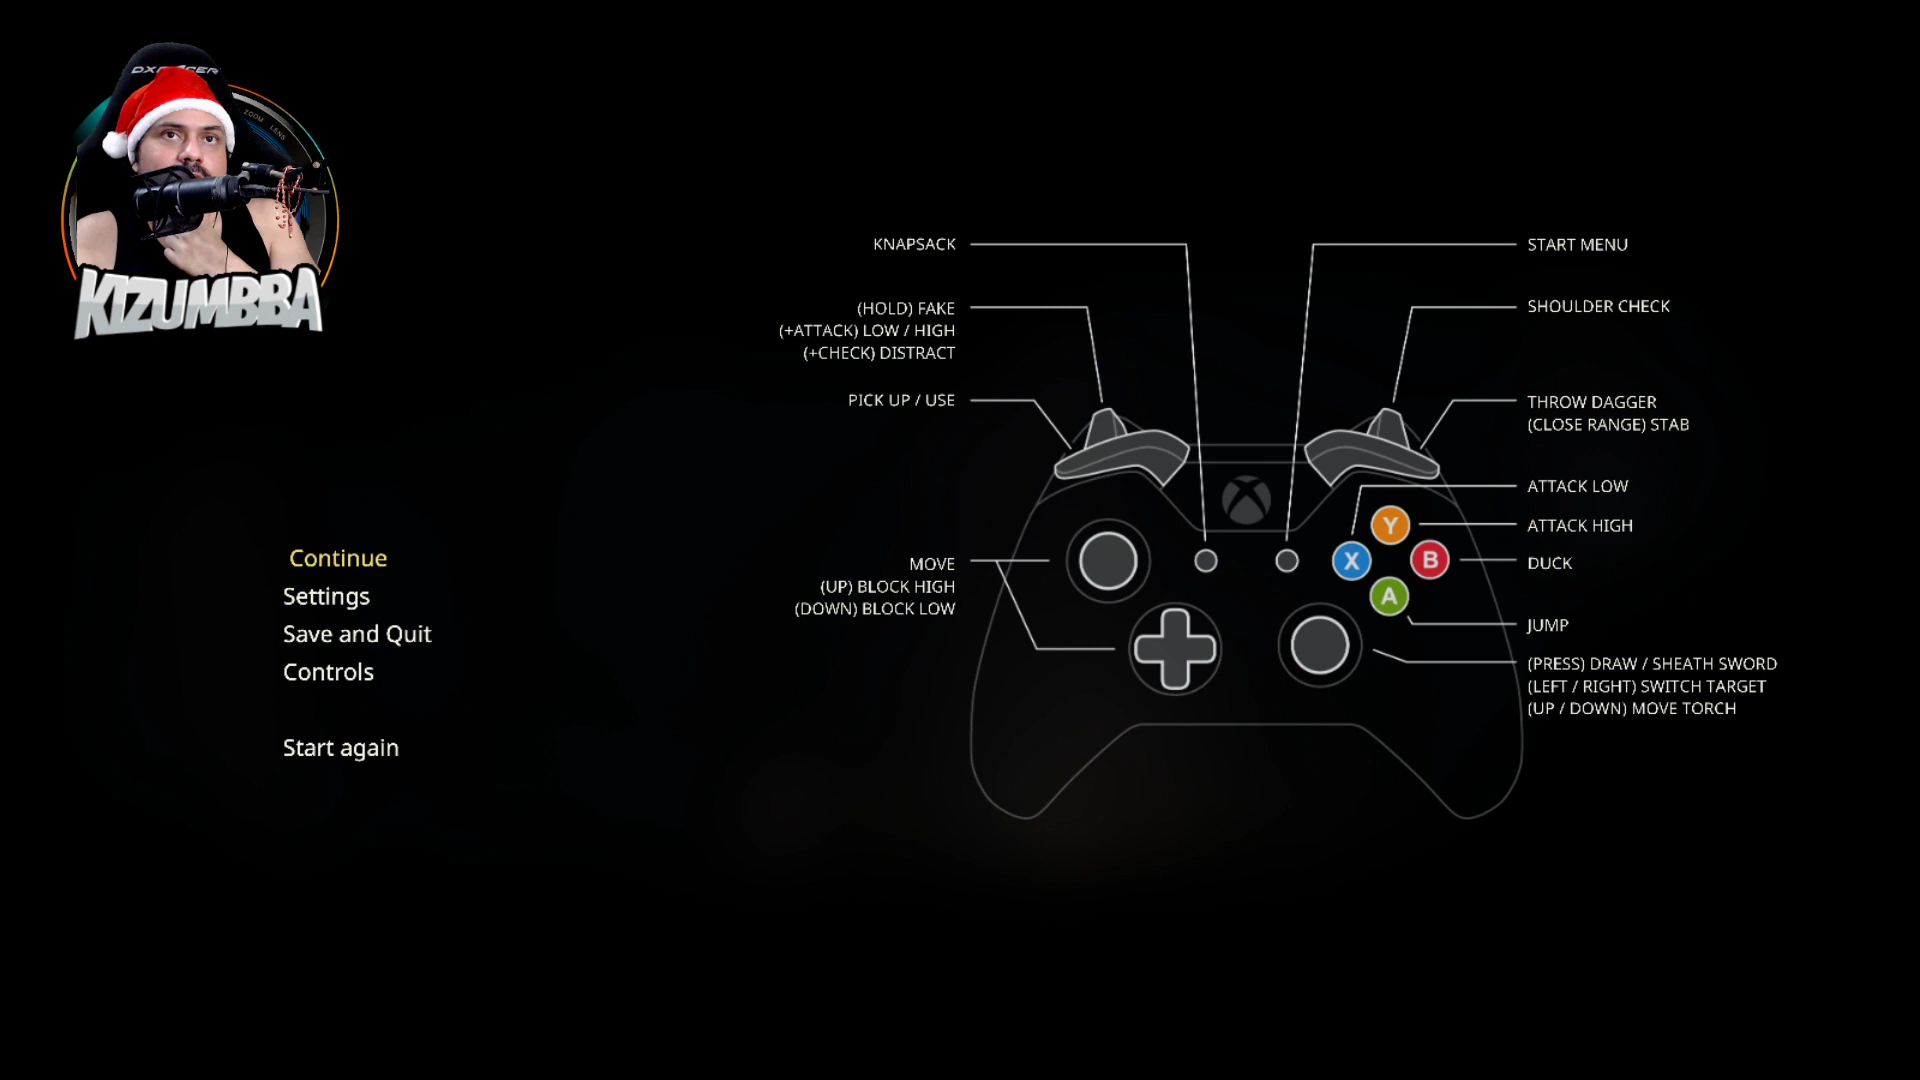 DXRACER
ZOOM LENS
KIZUMBBA
KNAPSACK
(HOLD) FAKE
(+ATTACK) LOW / HIGH
(+CHECK) DISTRACT
PICK UP / USE
MOVE
(UP) BLOCK HIGH
(DOWN) BLOCK LOW
START MENU
SHOULDER CHECK
THROW DAGGER
(CLOSE RANGE) STAB
ATTACK LOW
ATTACK HIGH
DUCK
JUMP
(PRESS) DRAW / SHEATH SWORD
(LEFT / RIGHT) SWITCH TARGET
(UP / DOWN) MOVE TORCH
Y
X
B
A
Continue
Settings
Save and Quit
Controls
Start again